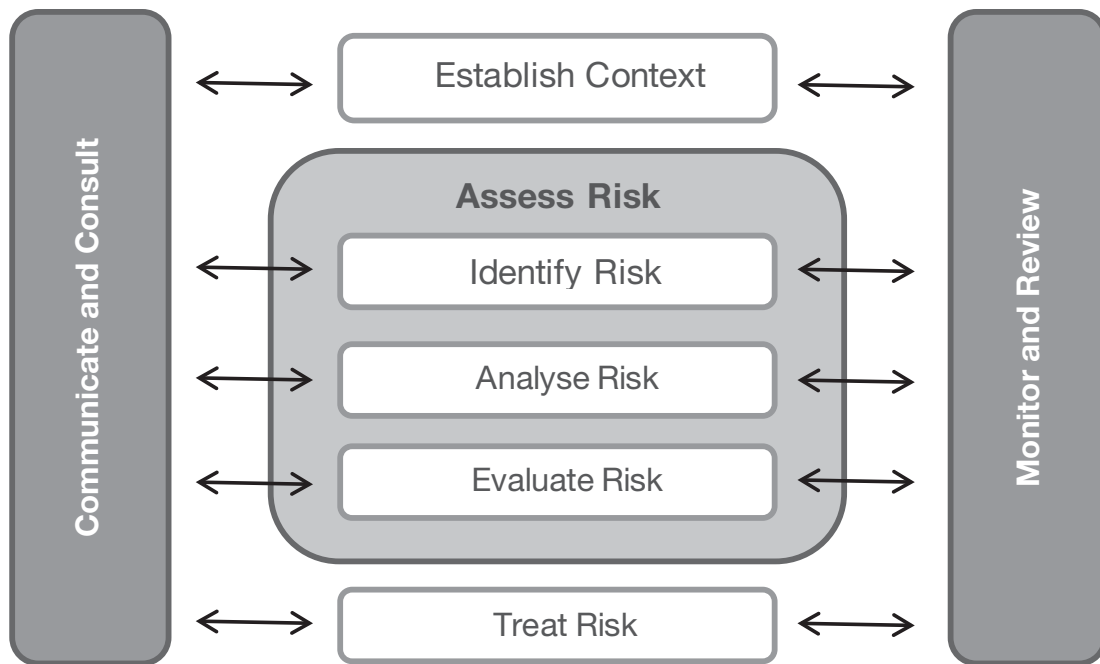 Communicate and Consult
Establish Context
Assess Risk
Identify Risk
Analyse Risk
Evaluate Risk
Treat Risk
Monitor and Review